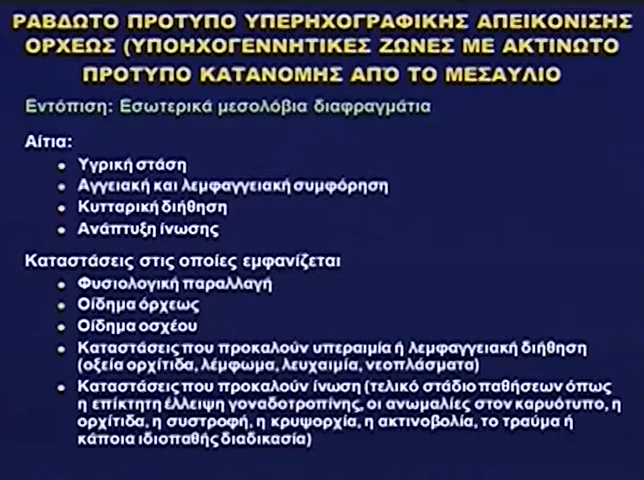 ΡΑΒΔΩΤΟ ΠΡΟΤΥΠΟ ΥΠΕΡΗΧΟΓΡΑΦΙΚΗΣ ΑΠΕΙΚΟΝΙΣΗΣ
ΟΡΧΕΩΣ (ΥΠΟΗΧΟΓΕΝΝΗΤΙΚΕΣ ΖΩΝΕΣ ΜΕ ΑΚΤΙΝΩΤΟ
ΠΡΟΤΥΠΟ ΚΑΤΑΝΟΜΗΣ ΑΠΌ ΤΟ ΜΕΣΑΥΛΙΟ
Εντόπιση: Εσωτερικά μεσολόβια διαφραγμάτια
Αίτια:
• Υγρική στάση
• Αγγειακή και λεμφαγγειακή συμφόρηση
• Κυτταρική διήθηση
• Ανάπτυξη ίνωσης
Καταστάσεις στις οποίες εμφανίζεται
• Φυσιολογική παραλλαγή
• Οίδημα όρχεως
• Οίδημα οσχέου
• Καταστάσεις που προκαλούν υπεραιμία ή λεμφαγγειακή διήθηση
(οξεία ορχίτιδα, λέμφωμα, λευχαιμία, νεοπλάσματα)
• Καταστάσεις που προκαλούν ίνωση (τελικό στάδιο παθήσεων όπως
η επίκτητη έλλειψη γοναδοτροπίνης, οι ανωμαλίες στον καρυότυπο, η
ορχίτιδα, η συστροφή, η κρυψορχία, η ακτινοβολία, το τραύμα ή
κάποια ιδιοπαθής διαδικασία)